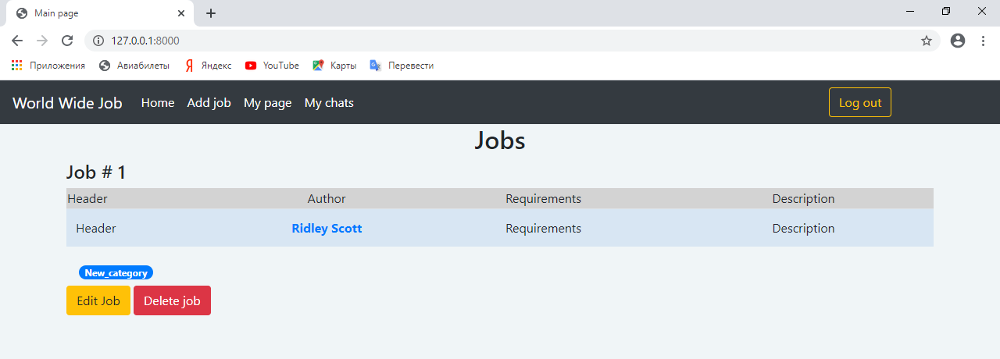 Main page
127.0.0.1:8000
Приложения Авиабилеты Яндекс YouTube Карты Перевести
World Wide Job Home Add job My page My chats Log out
Jobs
Job # 1
Header Author Requirements Description
Header Ridley Scott Requirements Description
New_category
Edit Job Delete job